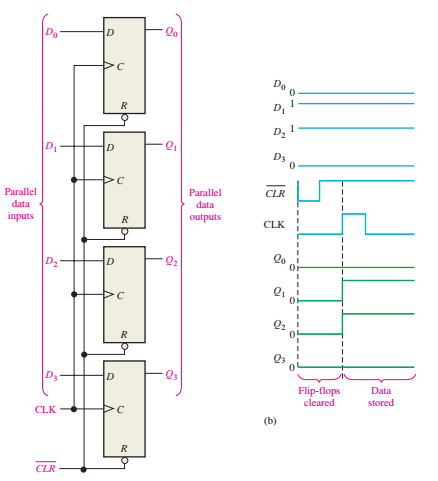 D0
D
Q0
C
R
D1
D
Q1
C
R
Parallel
data
inputs
Parallel
data
outputs
D2
D
Q2
C
R
D3
D
Q3
CLK
C
R
CLR
D0
0
D1
1
D2
1
D3
0
CLR
CLK
Q0
0
Q1
0
Q2
0
Q3
0
Flip-flops
cleared
Data
stored
(b)